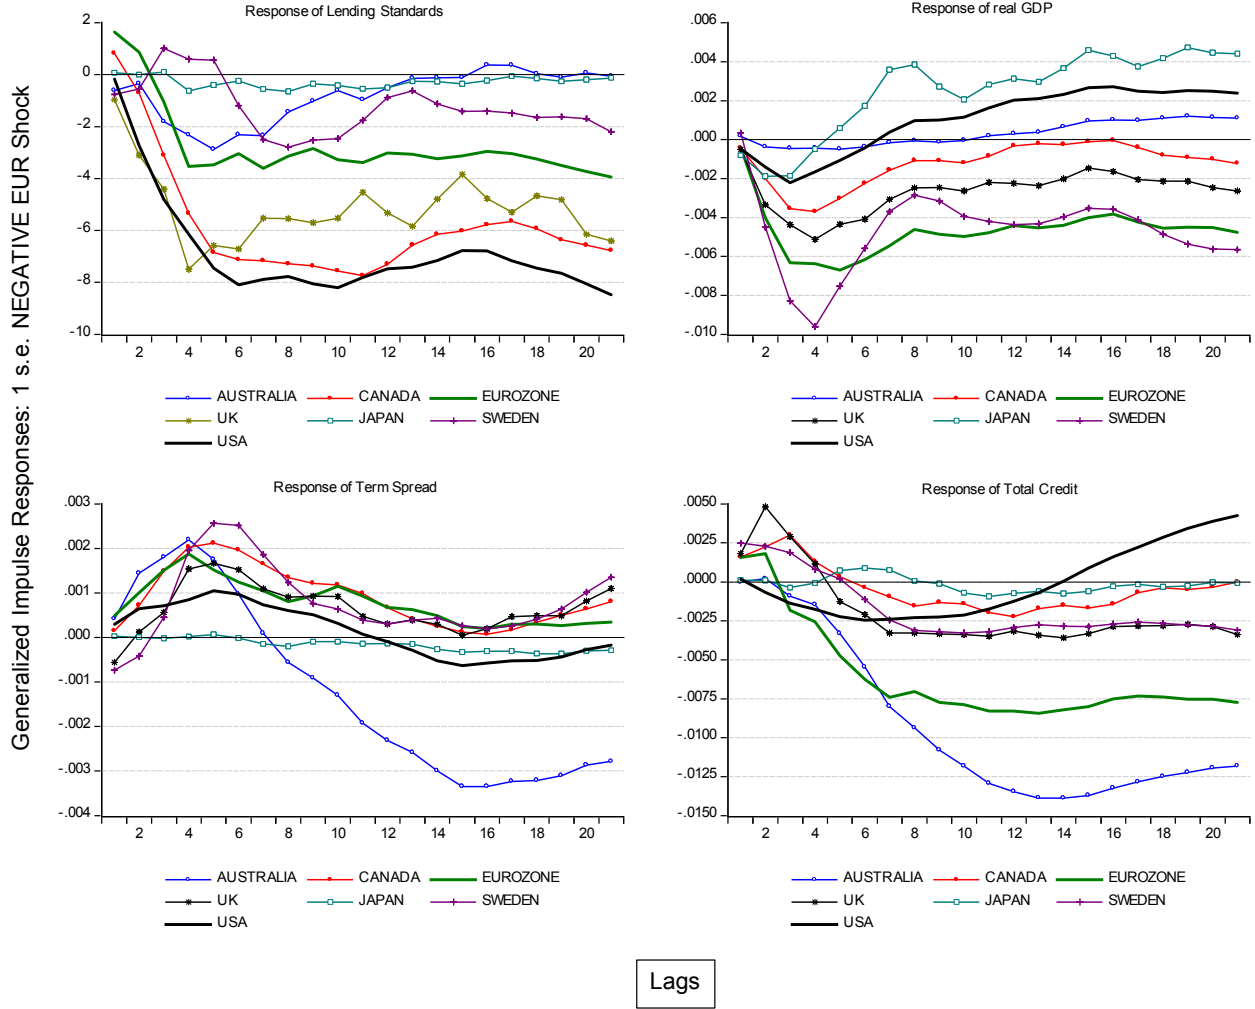 Generalized Impulse Responses: 1 s.e. NEGATIVE EUR Shock
Response of Lending Standards
2
0
-2
-4
-6
-8
-10
2 4 6 8 10 12 14 16 18 20
AUSTRALIA CANADA EUROZONE
UK JAPAN SWEDEN
USA
Response of real GDP
.006
.004
.002
.000
-.002
-.004
-.006
-.008
-.010
2 4 6 8 10 12 14 16 18 20
AUSTRALIA CANADA EUROZONE
UK JAPAN SWEDEN
USA
Response of Term Spread
.003
.002
.001
.000
-.001
-.002
-.003
-.004
2 4 6 8 10 12 14 16 18 20
AUSTRALIA CANADA EUROZONE
UK JAPAN SWEDEN
USA
Response of Total Credit
.0050
.0025
.0000
-.0025
-.0050
-.0075
-.0100
-.0125
-.0150
2 4 6 8 10 12 14 16 18 20
AUSTRALIA CANADA EUROZONE
UK JAPAN SWEDEN
USA
Lags